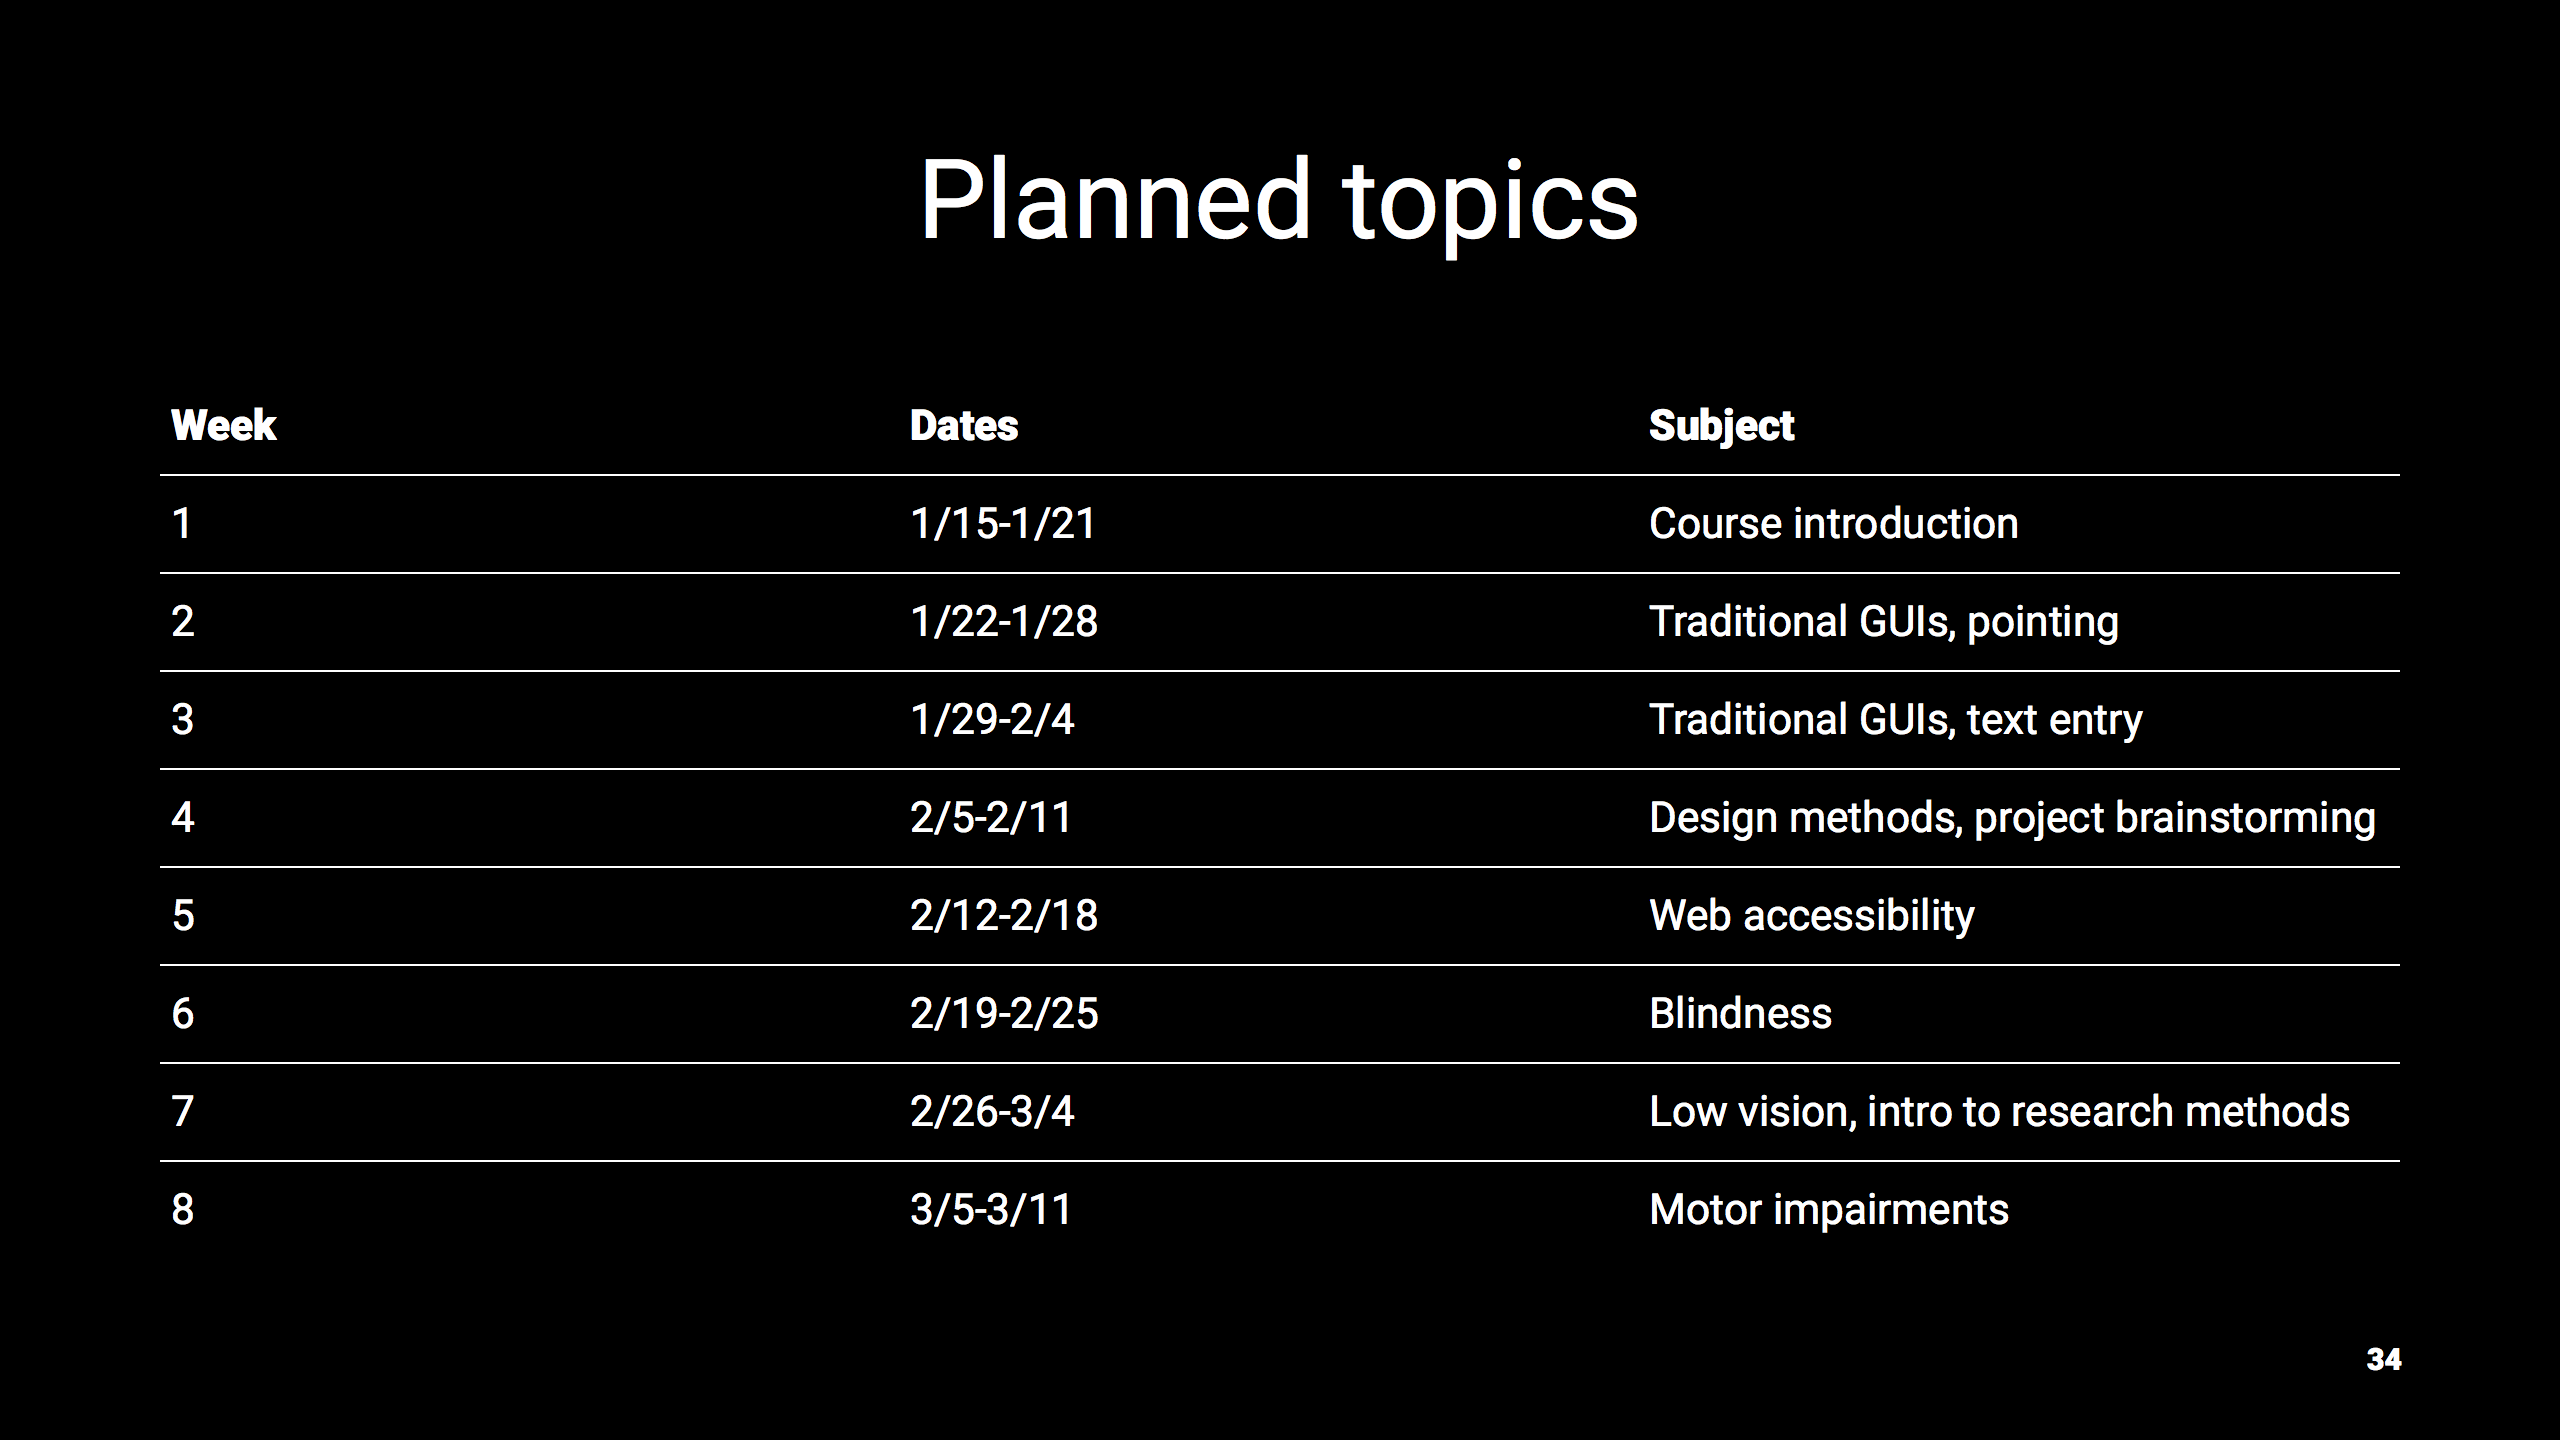 Planned topics
Week Dates Subject
1 1/15-1/21 Course introduction
2 1/22-1/28 Traditional GUIs, pointing
3 1/29-2/4 Traditional GUIs, text entry
4 2/5-2/11 Design methods, project brainstorming
5 2/12-2/18 Web accessibility
6 2/19-2/25 Blindness
7 2/26-3/4 Low vision, intro to research methods
8 3/5-3/11 Motor impairments
34